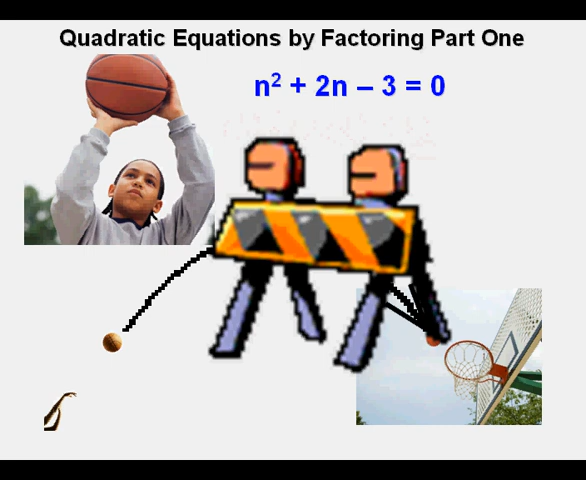 Quadratic Equations by Factoring Part One
n² + 2n – 3 = 0